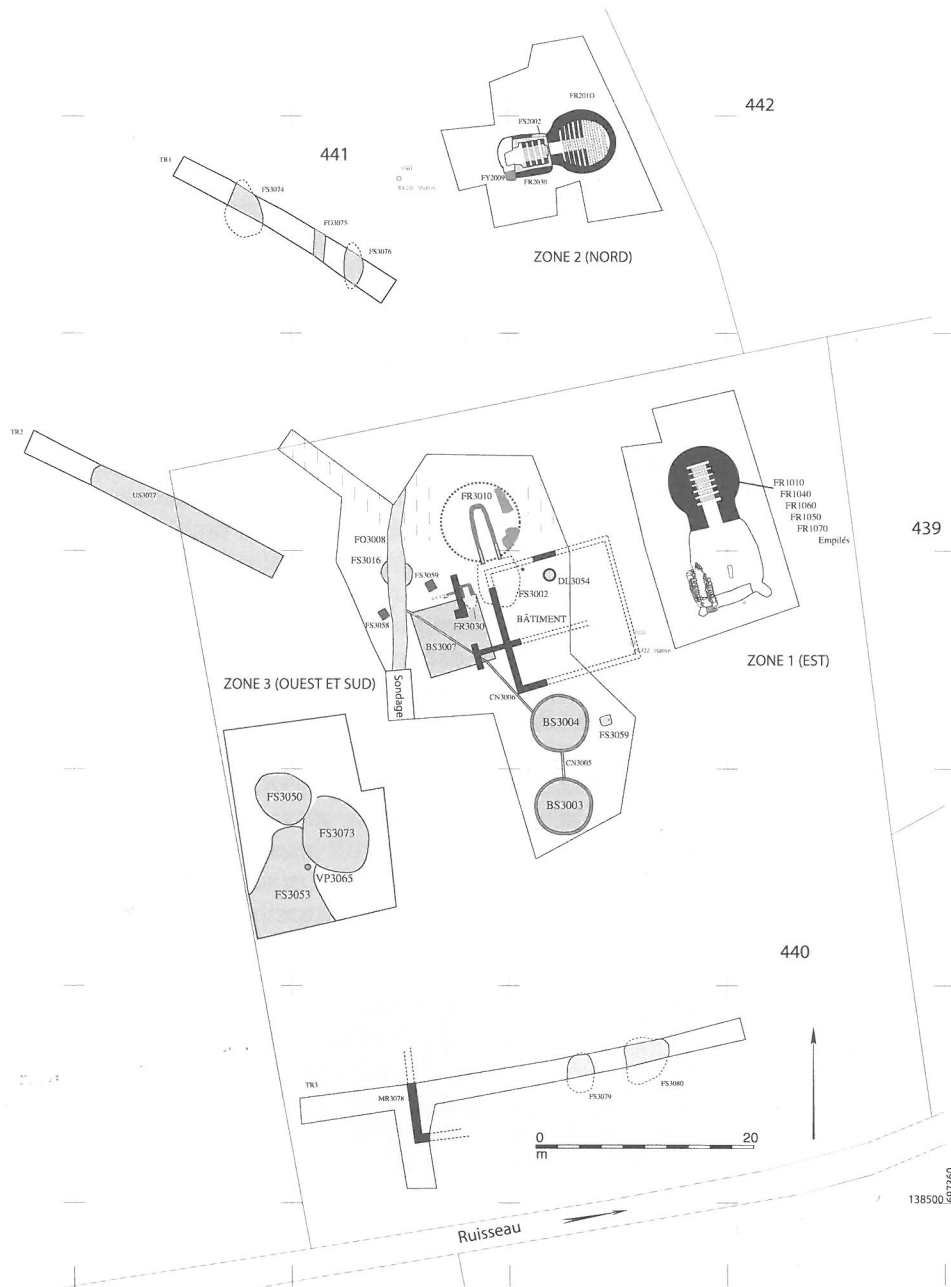 FR2010
442
FS2002
441
TR1
FS3074
FY2009
FR2030
FO3075
FS3076
ZONE 2 (NORD)
TR2
US3077
FR3010
FR1010
FR1040
FR1060
FR1050
FR1070
Empilés
439
FO3008
FS3016
FS3059
DL3054
FS3002
FS3058
FR3030
BÂTIMENT
BS3007
ZONE 1 (EST)
ZONE 3 (OUEST ET SUD)
Sondage
CN3006
BS3004
FS3059
CN3005
BS3003
FS3050
FS3073
VP3065
FS3053
440
TR3
MR3078
FS3079
FS3080
0
20
m
138500
697260
Ruisseau